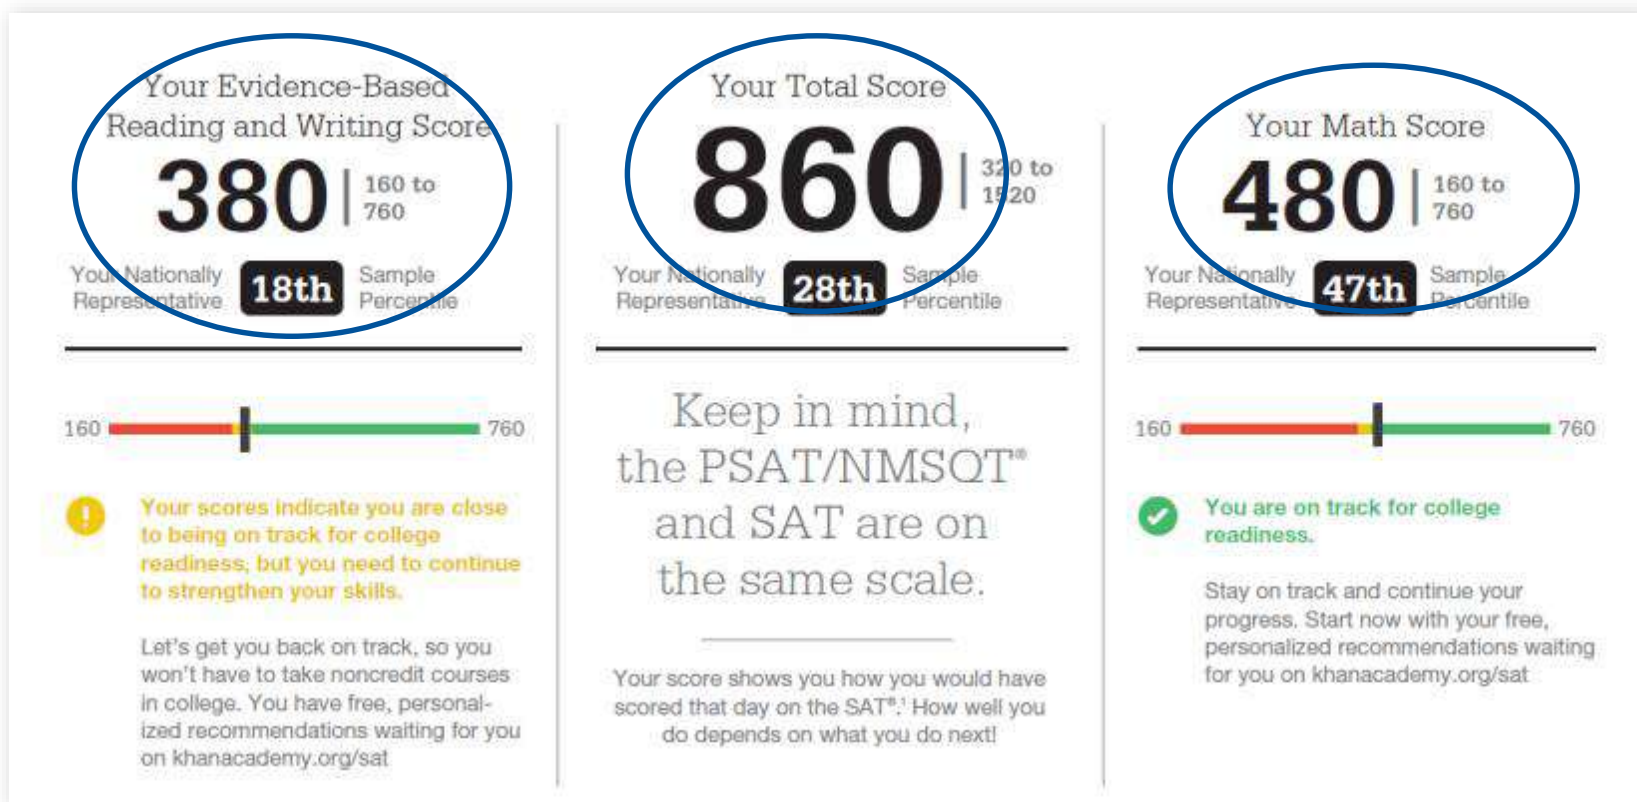 Your Evidence-Based
Reading and Writing Score
380
160 to
760
Your Nationally
Representative
18th
Sample
Percentile
160
760
Your scores indicate you are close
to being on track for college
readiness, but you need to continue
to strengthen your skills.
Let's get you back on track, so you
won't have to take noncredit courses
in college. You have free, personal-
ized recommendations waiting for you
on khanacademy.org/sat
Your Total Score
860
320 to
1520
Your Nationally
Representative
28th
Sample
Percentile
Keep in mind,
the PSAT/NMSQT®
and SAT are on
the same scale.
Your score shows you how you would have
scored that day on the SAT®.¹ How well you
do depends on what you do next!
Your Math Score
480
160 to
760
Your Nationally
Representative
47th
Sample
Percentile
160
760
You are on track for college
readiness.
Stay on track and continue your
progress. Start now with your free,
personalized recommendations waiting
for you on khanacademy.org/sat